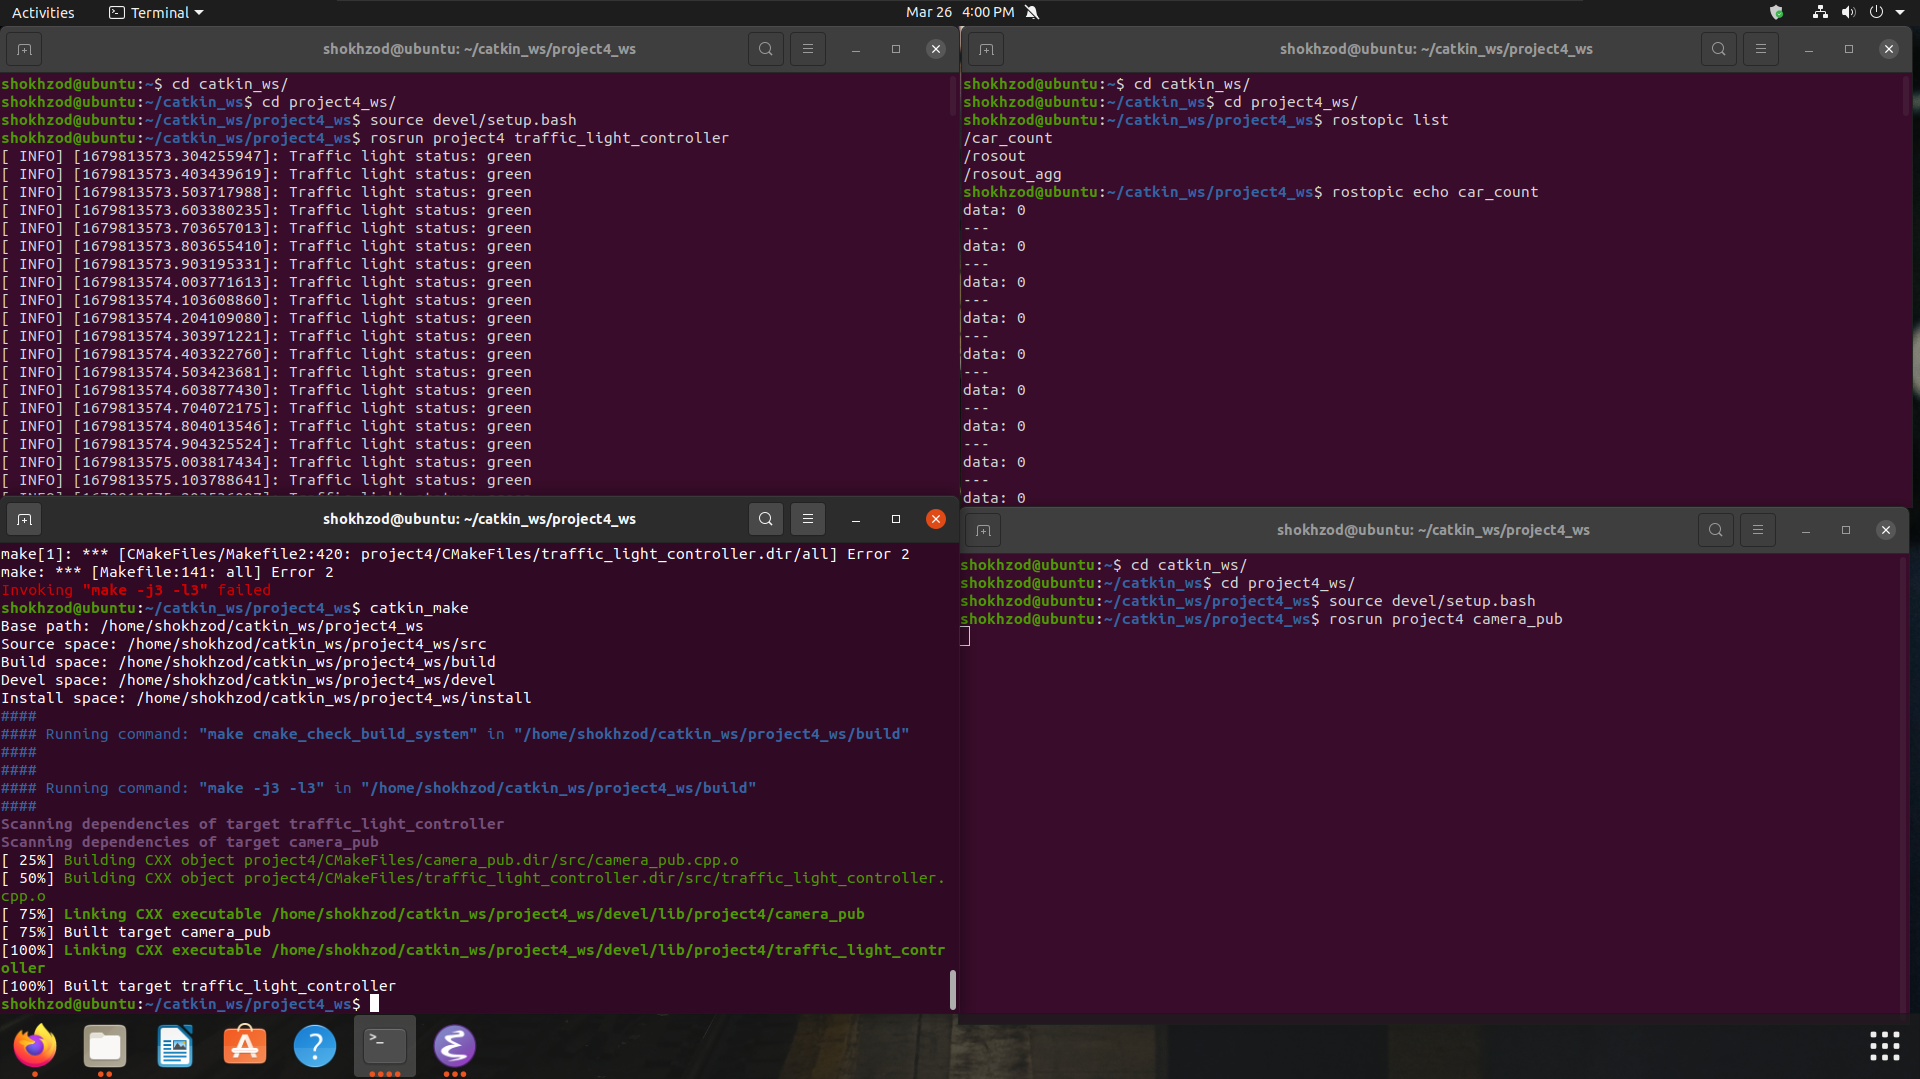 Activities
Terminal
Mar 26 4:00 PM
shokhzod@ubuntu: ~/catkin_ws/project4_ws
shokhzod@ubuntu:~$ cd catkin_ws/
shokhzod@ubuntu:~/catkin_ws$ cd project4_ws/
shokhzod@ubuntu:~/catkin_ws/project4_ws$ source devel/setup.bash
shokhzod@ubuntu:~/catkin_ws/project4_ws$ rosrun project4 traffic_light_controller
[ INFO] [1679813573.304255947]: Traffic light status: green
[ INFO] [1679813573.403439619]: Traffic light status: green
[ INFO] [1679813573.503717988]: Traffic light status: green
[ INFO] [1679813573.603380235]: Traffic light status: green
[ INFO] [1679813573.703657013]: Traffic light status: green
[ INFO] [1679813573.803655410]: Traffic light status: green
[ INFO] [1679813573.903195331]: Traffic light status: green
[ INFO] [1679813574.003771613]: Traffic light status: green
[ INFO] [1679813574.103608860]: Traffic light status: green
[ INFO] [1679813574.204109080]: Traffic light status: green
[ INFO] [1679813574.303971221]: Traffic light status: green
[ INFO] [1679813574.403322760]: Traffic light status: green
[ INFO] [1679813574.503423681]: Traffic light status: green
[ INFO] [1679813574.603877430]: Traffic light status: green
[ INFO] [1679813574.704072175]: Traffic light status: green
[ INFO] [1679813574.804013546]: Traffic light status: green
[ INFO] [1679813574.904325524]: Traffic light status: green
[ INFO] [1679813575.003817434]: Traffic light status: green
[ INFO] [1679813575.103788641]: Traffic light status: green
shokhzod@ubuntu: ~/catkin_ws/project4_ws
shokhzod@ubuntu:~$ cd catkin_ws/
shokhzod@ubuntu:~/catkin_ws$ cd project4_ws/
shokhzod@ubuntu:~/catkin_ws/project4_ws$ rostopic list
/car_count
/rosout
/rosout_agg
shokhzod@ubuntu:~/catkin_ws/project4_ws$ rostopic echo car_count
data: 0
---
data: 0
---
data: 0
---
data: 0
---
data: 0
---
data: 0
---
data: 0
---
data: 0
---
data: 0
shokhzod@ubuntu: ~/catkin_ws/project4_ws
make[1]: *** [CMakeFiles/Makefile2:420: project4/CMakeFiles/traffic_light_controller.dir/all] Error 2
make: *** [Makefile:141: all] Error 2
Invoking "make -j3 -l3" failed
shokhzod@ubuntu:~/catkin_ws/project4_ws$ catkin_make
Base path: /home/shokhzod/catkin_ws/project4_ws
Source space: /home/shokhzod/catkin_ws/project4_ws/src
Build space: /home/shokhzod/catkin_ws/project4_ws/build
Devel space: /home/shokhzod/catkin_ws/project4_ws/devel
Install space: /home/shokhzod/catkin_ws/project4_ws/install
####
#### Running command: "make cmake_check_build_system" in "/home/shokhzod/catkin_ws/project4_ws/build"
####
####
#### Running command: "make -j3 -l3" in "/home/shokhzod/catkin_ws/project4_ws/build"
####
Scanning dependencies of target traffic_light_controller
Scanning dependencies of target camera_pub
[ 25%] Building CXX object project4/CMakeFiles/camera_pub.dir/src/camera_pub.cpp.o
[ 50%] Building CXX object project4/CMakeFiles/traffic_light_controller.dir/src/traffic_light_controller.
cpp.o
[ 75%] Linking CXX executable /home/shokhzod/catkin_ws/project4_ws/devel/lib/project4/camera_pub
[ 75%] Built target camera_pub
[100%] Linking CXX executable /home/shokhzod/catkin_ws/project4_ws/devel/lib/project4/traffic_light_contr
oller
[100%] Built target traffic_light_controller
shokhzod@ubuntu:~/catkin_ws/project4_ws$
shokhzod@ubuntu: ~/catkin_ws/project4_ws
shokhzod@ubuntu:~$ cd catkin_ws/
shokhzod@ubuntu:~/catkin_ws$ cd project4_ws/
shokhzod@ubuntu:~/catkin_ws/project4_ws$ source devel/setup.bash
shokhzod@ubuntu:~/catkin_ws/project4_ws$ rosrun project4 camera_pub